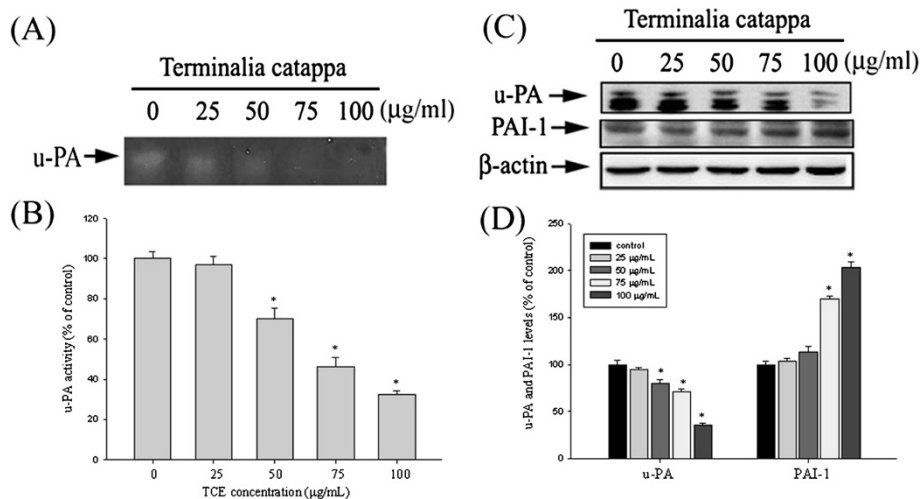 (A)
Terminalia catappa
0 25 50 75 100 (μg/ml)
u-PA
(B)
120
100
80
60
40
20
0
u-PA activity (% of control)
*
*
*
0 25 50 75 100
TCE concentration (μg/mL)
(C)
Terminalia catappa
0 25 50 75 100 (μg/ml)
u-PA
PAI-1
β-actin
(D)
250
200
150
100
50
0
u-PA and PAI-1 levels (% of control)
control
25 μg/mL
50 μg/mL
75 μg/mL
100 μg/mL
* * *
* *
u-PA PAI-1